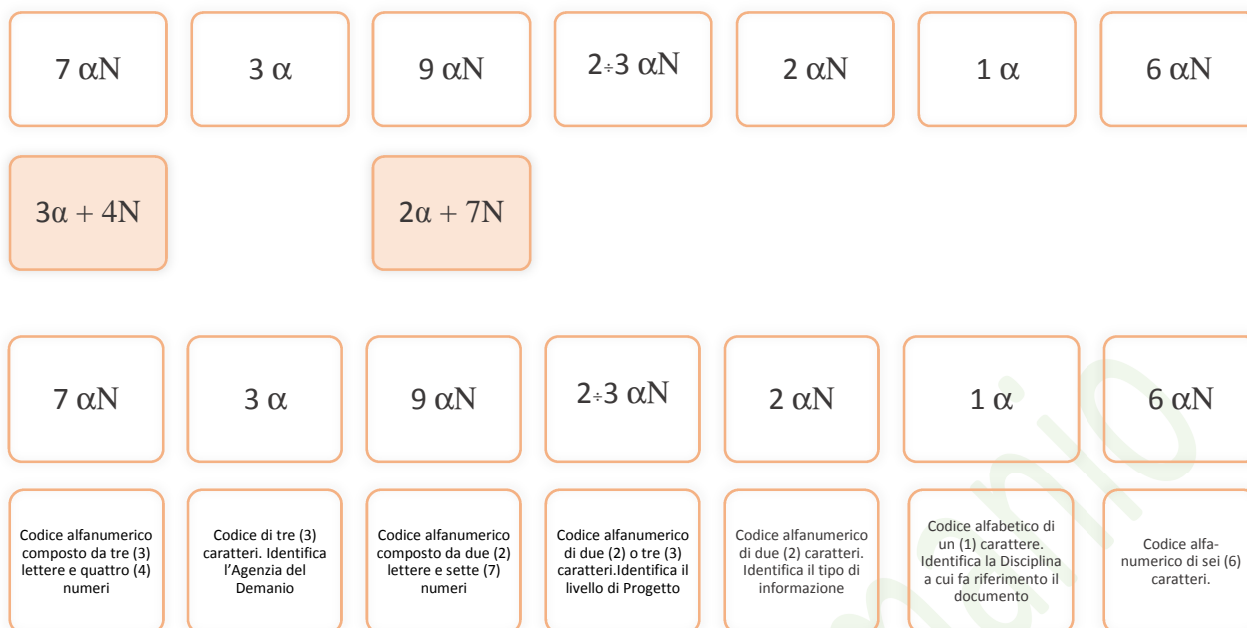 7 αN
3 α
9 αN
2÷3 αN
2 αN
1 α
6 αN
3α + 4N
2α + 7N
7 αN
3 α
9 αN
2÷3 αN
2 αN
1 α
6 αN
Codice alfanumerico
composto da tre (3)
lettere e quattro (4)
numeri
Codice di tre (3)
caratteri. Identifica
l’Agenzia del
Demanio
Codice alfanumerico
composto da due (2)
lettere e sette (7)
numeri
Codice alfanumerico
di due (2) o tre (3)
caratteri.Identifica il
livello di Progetto
Codice alfanumerico
di due (2) caratteri.
Identifica il tipo di
informazione
Codice alfabetico di
un (1) carattere.
Identifica la Disciplina
a cui fa riferimento il
documento
Codice alfa-
numerico di sei (6)
caratteri.